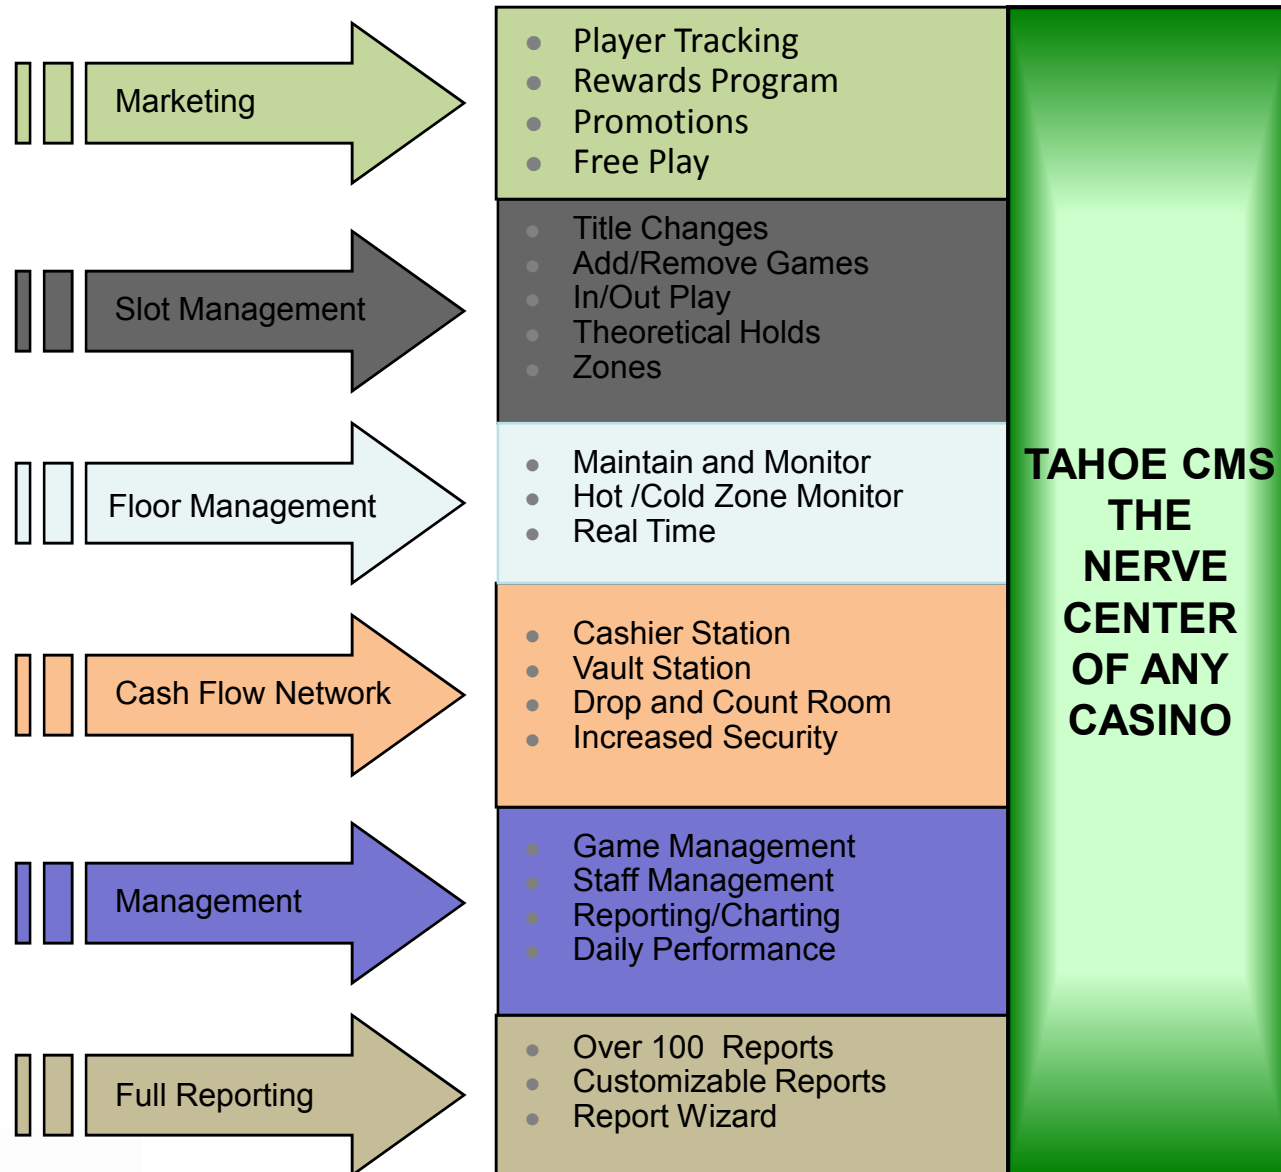 Marketing
Player Tracking
Rewards Program
Promotions
Free Play
Slot Management
Title Changes
Add/Remove Games
In/Out Play
Theoretical Holds
Zones
Floor Management
Maintain and Monitor
Hot /Cold Zone Monitor
Real Time
Cash Flow Network
Cashier Station
Vault Station
Drop and Count Room
Increased Security
Management
Game Management
Staff Management
Reporting/Charting
Daily Performance
Full Reporting
Over 100  Reports
Customizable Reports
Report Wizard
TAHOE CMS
THE
NERVE
CENTER
OF ANY
CASINO